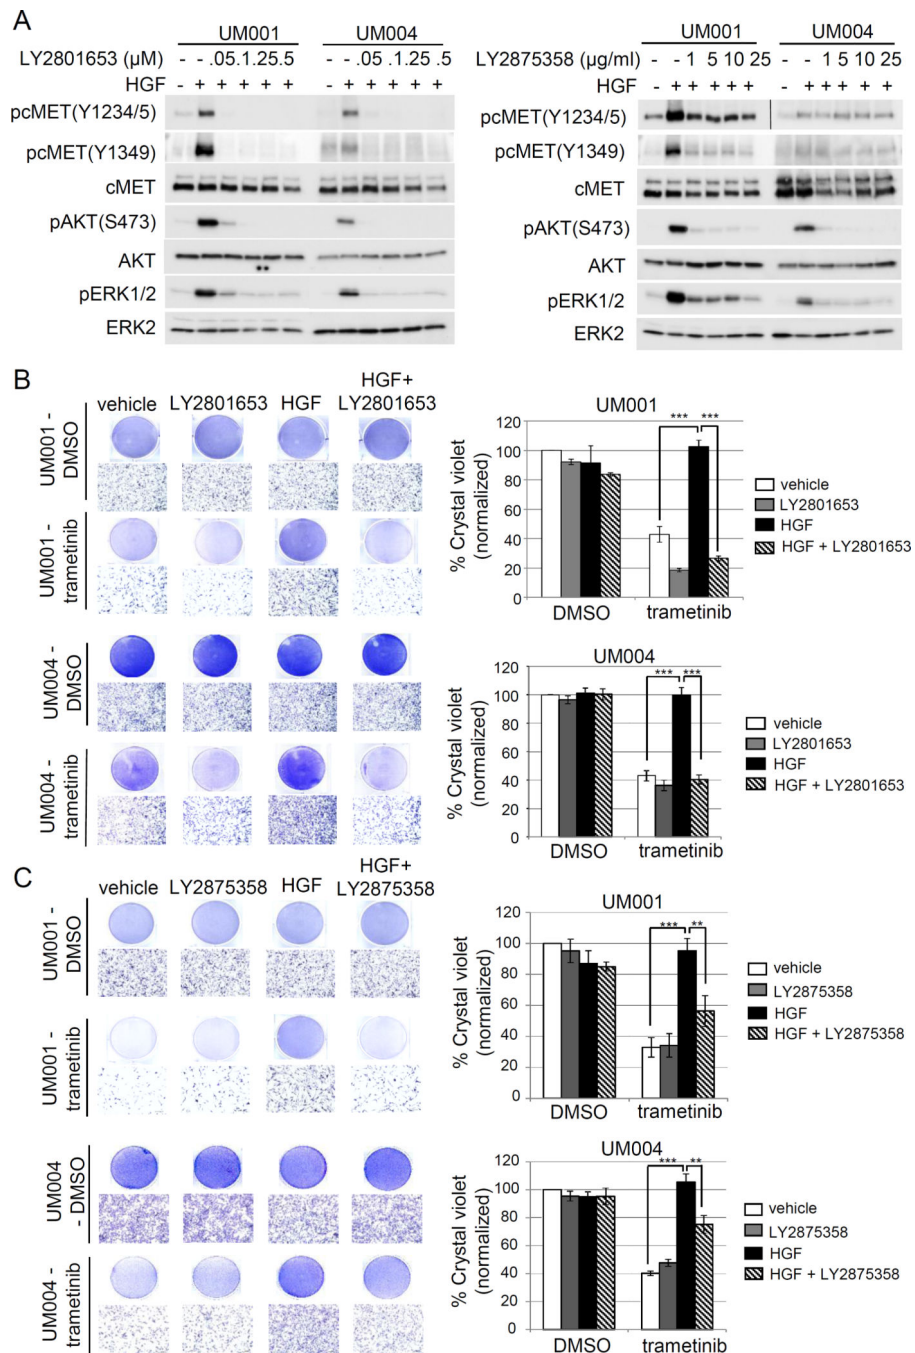 A
UM001 UM004
LY2801653 (µM) - - .05 .1 .25 .5 - - .05 .1 .25 .5
HGF - + + + + + - + + + + +
pcMET(Y1234/5)
pcMET(Y1349)
cMET
pAKT(S473)
AKT
pERK1/2
ERK2
UM001 UM004
LY2875358 (µg/ml) - - 1 5 10 25 - - 1 5 10 25
HGF - + + + + + - + + + + +
pcMET(Y1234/5)
pcMET(Y1349)
cMET
pAKT(S473)
AKT
pERK1/2
ERK2
B
vehicle LY2801653 HGF HGF+
LY2801653
UM001 -
DMSO
UM001 -
trametinib
UM004 -
DMSO
UM004 -
trametinib
UM001
% Crystal violet
(normalized)
120
100
80
60
40
20
0
*** ***
DMSO trametinib
vehicle
LY2801653
HGF
HGF + LY2801653
UM004
% Crystal violet
(normalized)
120
100
80
60
40
20
0
*** ***
DMSO trametinib
vehicle
LY2801653
HGF
HGF + LY2801653
C
vehicle LY2875358 HGF HGF+
LY2875358
UM001 -
DMSO
UM001 -
trametinib
UM004
- DMSO
UM004 -
trametinib
UM001
% Crystal violet
(normalized)
120
100
80
60
40
20
0
*** **
DMSO trametinib
vehicle
LY2875358
HGF
HGF + LY2875358
UM004
% Crystal violet
(normalized)
120
100
80
60
40
20
0
*** **
DMSO trametinib
vehicle
LY2875358
HGF
HGF + LY2875358